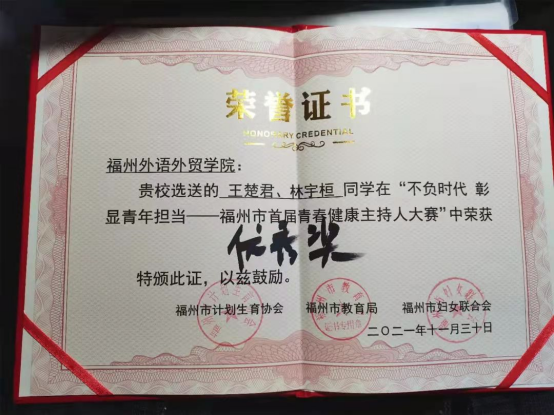 荣誉证书
HONORARY CREDENTIAL
福州外语外贸学院：
贵校选送的 王楚君、林宇桓 同学在“不负时代 彰
显青年担当——福州市首届青春健康主持人大赛”中荣获
优秀奖
特颁此证，以兹鼓励。
福州市计划生育协会 福州市教育局 福州市妇女联合会
二〇二一年十一月三十日